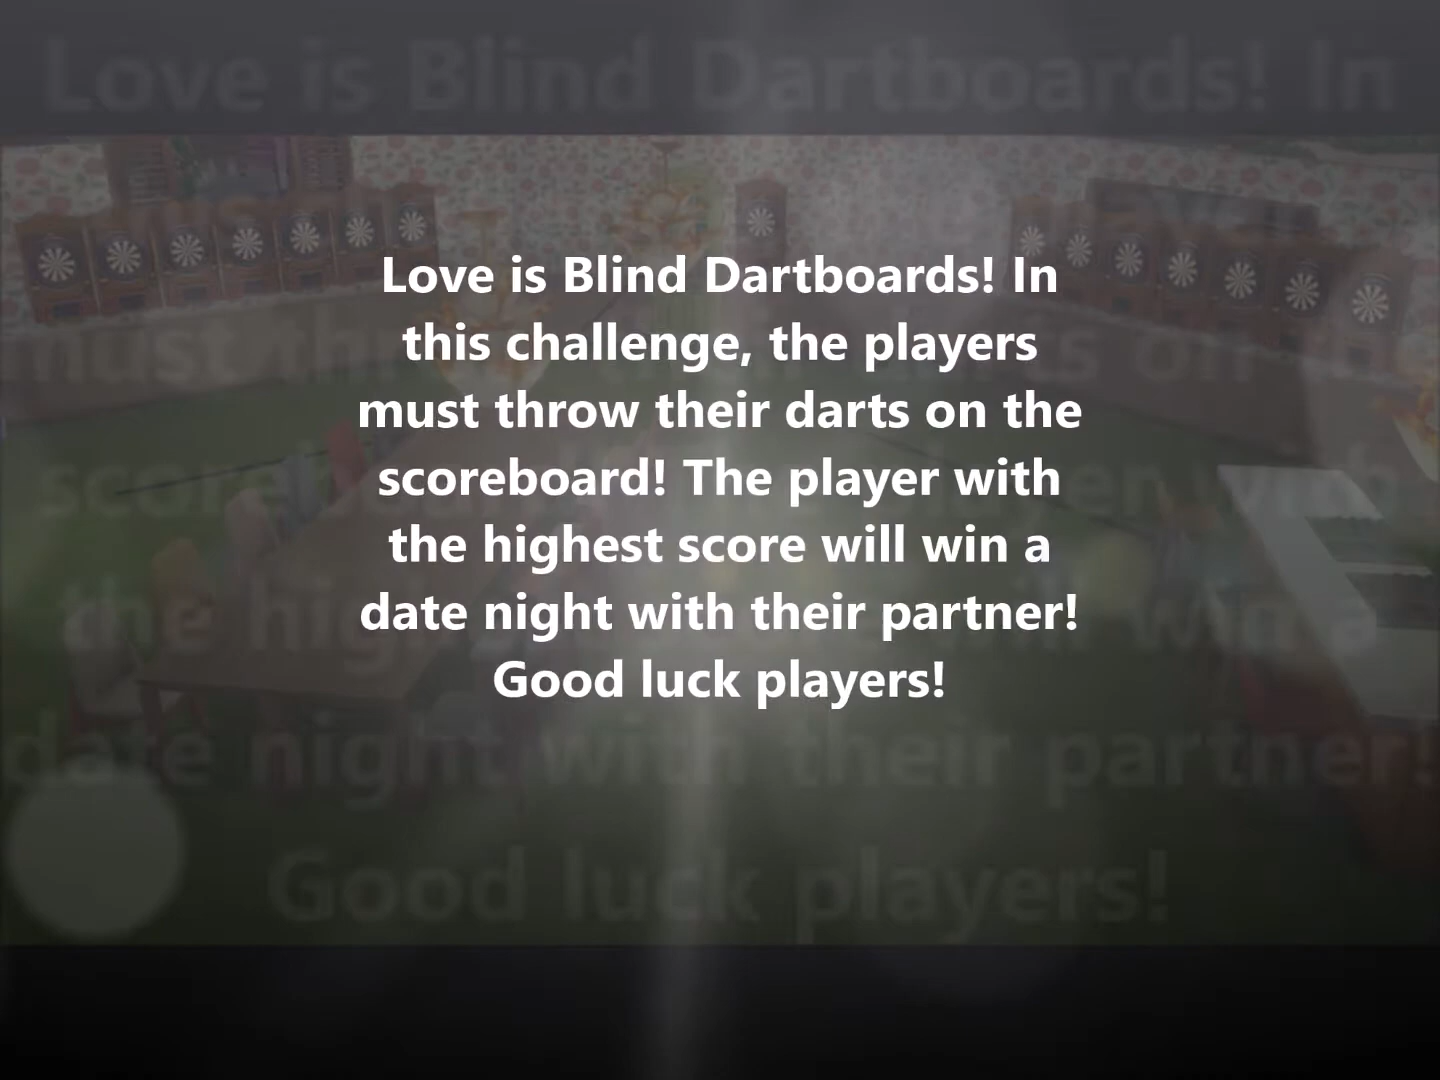 Love is Blind Dartboards! In
this challenge, the players
must throw their darts on the
scoreboard! The player with
the highest score will win a
date night with their partner!
Good luck players!